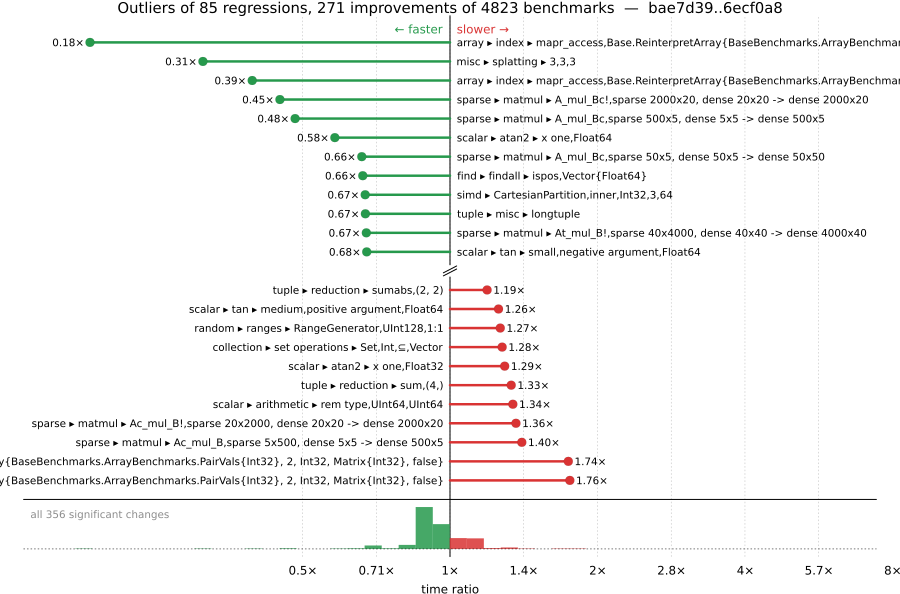 Outliers of 85 regressions, 271 improvements of 4823 benchmarks — bae7d39..6ecf0a8
← faster slower →
0.18× array ▸ index ▸ mapr_access,Base.ReinterpretArray{BaseBenchmarks.ArrayBenchmar
0.31× misc ▸ splatting ▸ 3,3,3
0.39× array ▸ index ▸ mapr_access,Base.ReinterpretArray{BaseBenchmarks.ArrayBenchmar
0.45× sparse ▸ matmul ▸ A_mul_Bc!,sparse 2000x20, dense 20x20 -> dense 2000x20
0.48× sparse ▸ matmul ▸ A_mul_Bc,sparse 500x5, dense 5x5 -> dense 500x5
0.58× scalar ▸ atan2 ▸ x one,Float64
0.66× sparse ▸ matmul ▸ A_mul_Bc,sparse 50x5, dense 50x5 -> dense 50x50
0.66× find ▸ findall ▸ ispos,Vector{Float64}
0.67× simd ▸ CartesianPartition,inner,Int32,3,64
0.67× tuple ▸ misc ▸ longtuple
0.67× sparse ▸ matmul ▸ At_mul_B!,sparse 40x4000, dense 40x40 -> dense 4000x40
0.68× scalar ▸ tan ▸ small,negative argument,Float64
tuple ▸ reduction ▸ sumabs,(2, 2) 1.19×
scalar ▸ tan ▸ medium,positive argument,Float64 1.26×
random ▸ ranges ▸ RangeGenerator,UInt128,1:1 1.27×
collection ▸ set operations ▸ Set,Int,⊆,Vector 1.28×
scalar ▸ atan2 ▸ x one,Float32 1.29×
tuple ▸ reduction ▸ sum,(4,) 1.33×
scalar ▸ arithmetic ▸ rem type,UInt64,UInt64 1.34×
sparse ▸ matmul ▸ Ac_mul_B!,sparse 20x2000, dense 20x20 -> dense 2000x20 1.36×
sparse ▸ matmul ▸ Ac_mul_B,sparse 5x500, dense 5x5 -> dense 500x5 1.40×
y{BaseBenchmarks.ArrayBenchmarks.PairVals{Int32}, 2, Int32, Matrix{Int32}, false} 1.74×
y{BaseBenchmarks.ArrayBenchmarks.PairVals{Int32}, 2, Int32, Matrix{Int32}, false} 1.76×
all 356 significant changes
0.5× 0.71× 1× 1.4× 2× 2.8× 4× 5.7× 8×
time ratio